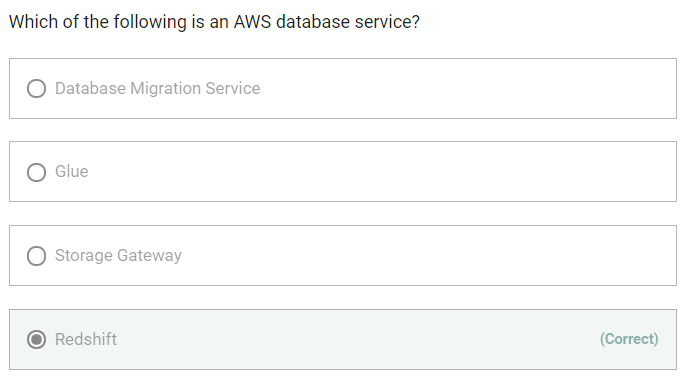 Which of the following is an AWS database service?
Database Migration Service
Glue
Storage Gateway
Redshift (Correct)